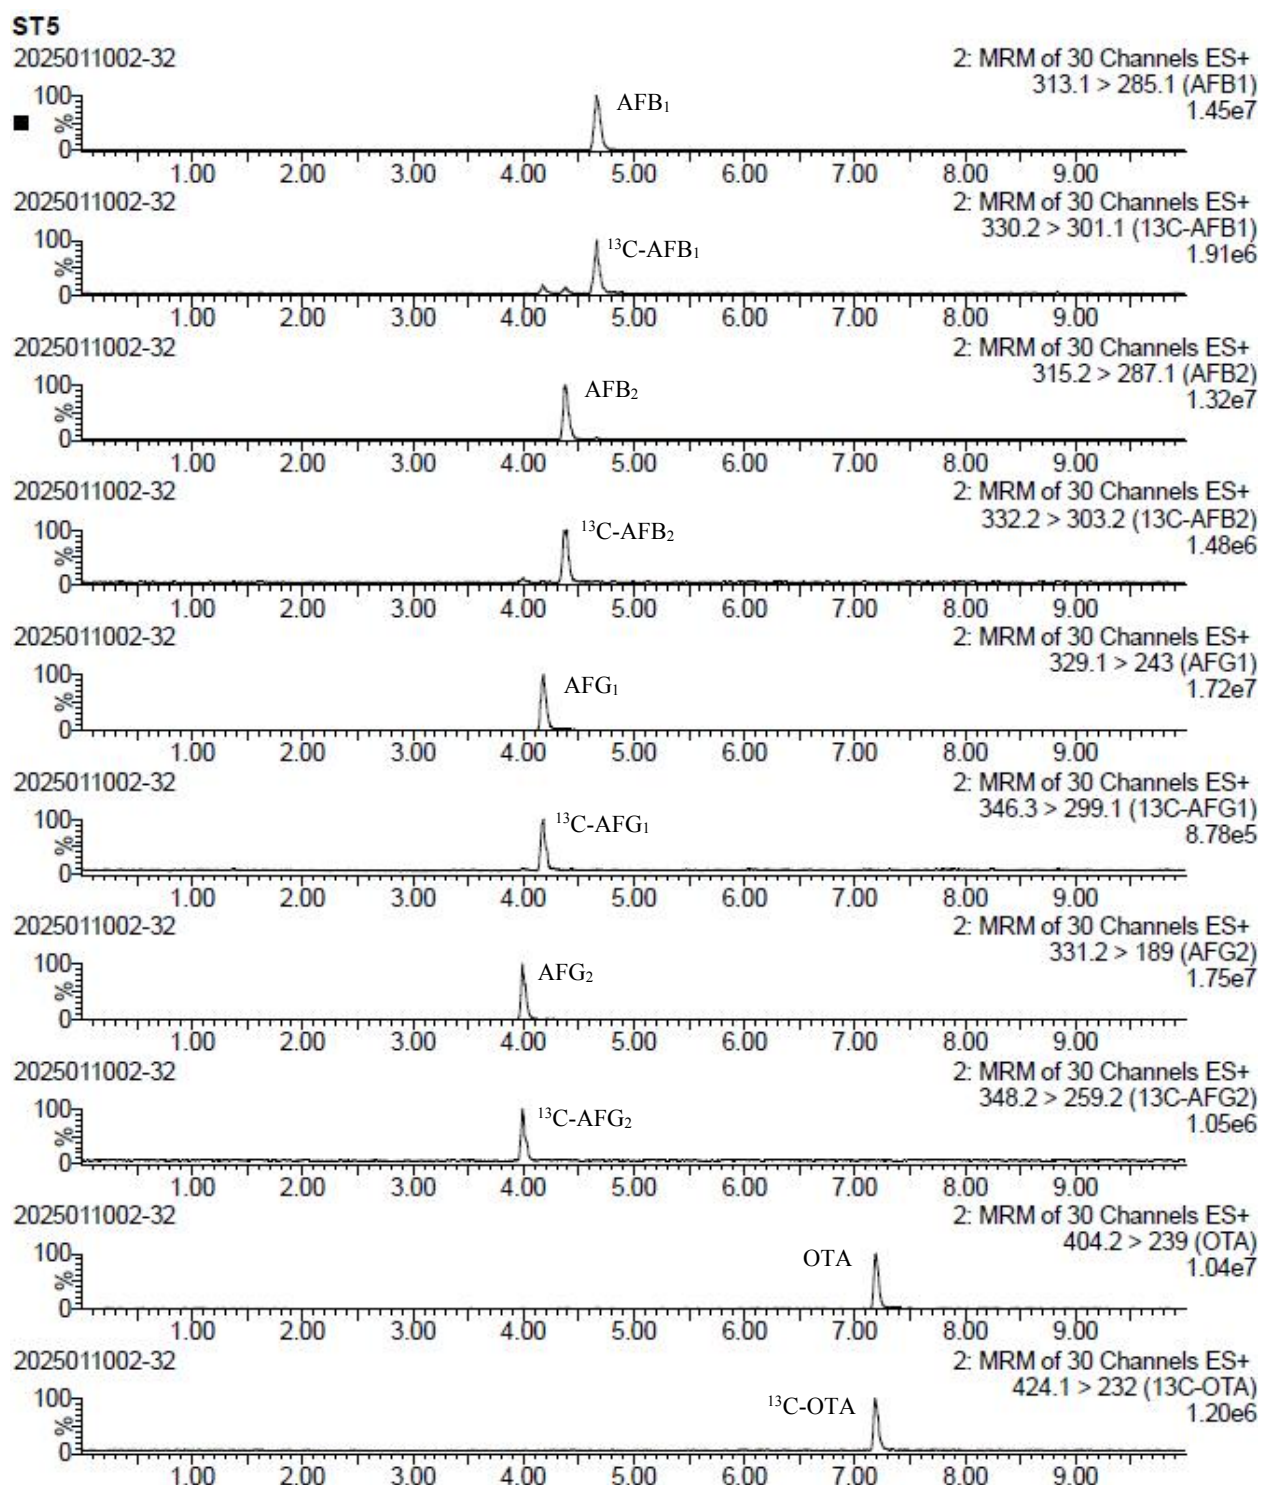 ST5
2025011002-32
2: MRM of 30 Channels ES+
313.1 > 285.1 (AFB1)
1.45e7
100
%
0
AFB₁
1.00 2.00 3.00 4.00 5.00 6.00 7.00 8.00 9.00
2025011002-32
2: MRM of 30 Channels ES+
330.2 > 301.1 (13C-AFB1)
1.91e6
100
%
0
¹³C-AFB₁
1.00 2.00 3.00 4.00 5.00 6.00 7.00 8.00 9.00
2025011002-32
2: MRM of 30 Channels ES+
315.2 > 287.1 (AFB2)
1.32e7
100
%
0
AFB₂
1.00 2.00 3.00 4.00 5.00 6.00 7.00 8.00 9.00
2025011002-32
2: MRM of 30 Channels ES+
332.2 > 303.2 (13C-AFB2)
1.48e6
100
%
0
¹³C-AFB₂
1.00 2.00 3.00 4.00 5.00 6.00 7.00 8.00 9.00
2025011002-32
2: MRM of 30 Channels ES+
329.1 > 243 (AFG1)
1.72e7
100
%
0
AFG₁
1.00 2.00 3.00 4.00 5.00 6.00 7.00 8.00 9.00
2025011002-32
2: MRM of 30 Channels ES+
346.3 > 299.1 (13C-AFG1)
8.78e5
100
%
0
¹³C-AFG₁
1.00 2.00 3.00 4.00 5.00 6.00 7.00 8.00 9.00
2025011002-32
2: MRM of 30 Channels ES+
331.2 > 189 (AFG2)
1.75e7
100
%
0
AFG₂
1.00 2.00 3.00 4.00 5.00 6.00 7.00 8.00 9.00
2025011002-32
2: MRM of 30 Channels ES+
348.2 > 259.2 (13C-AFG2)
1.05e6
100
%
0
¹³C-AFG₂
1.00 2.00 3.00 4.00 5.00 6.00 7.00 8.00 9.00
2025011002-32
2: MRM of 30 Channels ES+
404.2 > 239 (OTA)
1.04e7
100
%
0
OTA
1.00 2.00 3.00 4.00 5.00 6.00 7.00 8.00 9.00
2025011002-32
2: MRM of 30 Channels ES+
424.1 > 232 (13C-OTA)
1.20e6
100
%
0
¹³C-OTA
1.00 2.00 3.00 4.00 5.00 6.00 7.00 8.00 9.00